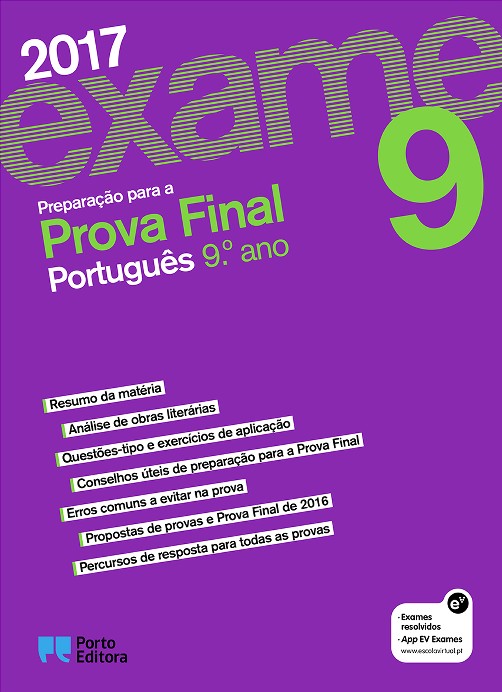 2017
exame
9
Preparação para a
Prova Final
Português 9.º ano
Resumo da matéria
Análise de obras literárias
Questões-tipo e exercícios de aplicação
Conselhos úteis de preparação para a Prova Final
Erros comuns a evitar na prova
Propostas de provas e Prova Final de 2016
Percursos de resposta para todas as provas
ev
· Exames
resolvidos
· App EV Exames
www.escolavirtual.pt
Porto
Editora